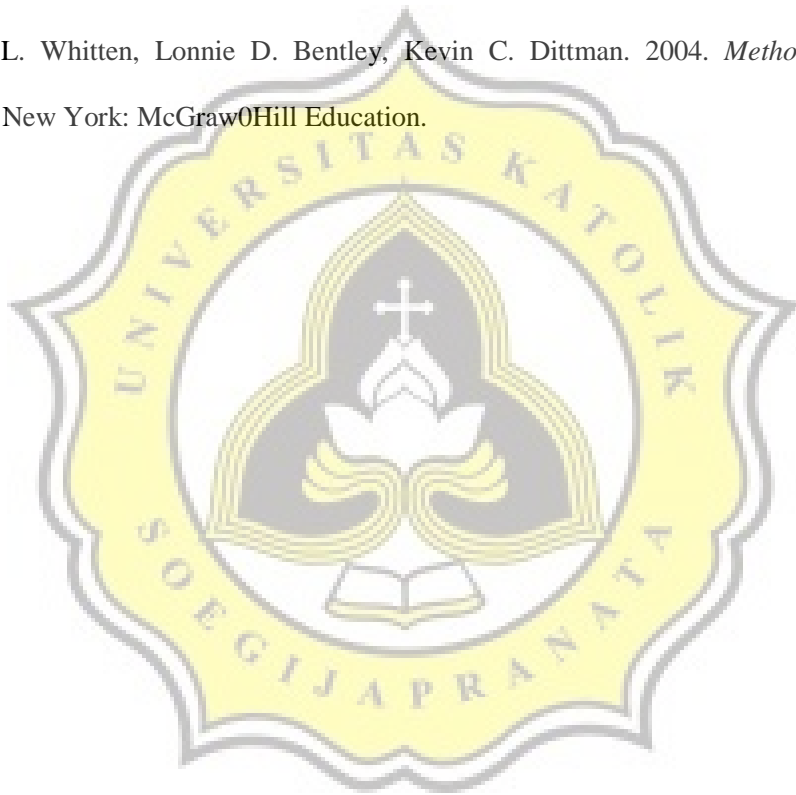 L. Whitten, Lonnie D. Bentley, Kevin C. Dittman. 2004. Metho
New York: McGraw0Hill Education.
UNIVERSITAS KATOLIK
SOEGIJAPRANATA